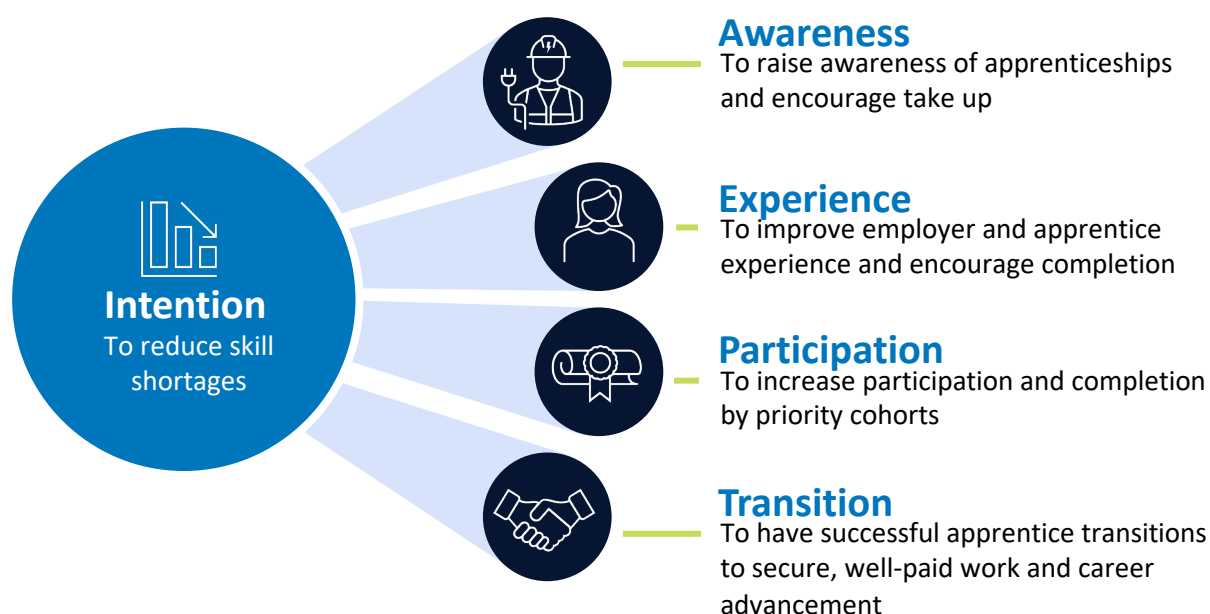 Intention
To reduce skill
shortages
Awareness
To raise awareness of apprenticeships
and encourage take up
Experience
To improve employer and apprentice
experience and encourage completion
Participation
To increase participation and completion
by priority cohorts
Transition
To have successful apprentice transitions
to secure, well-paid work and career
advancement